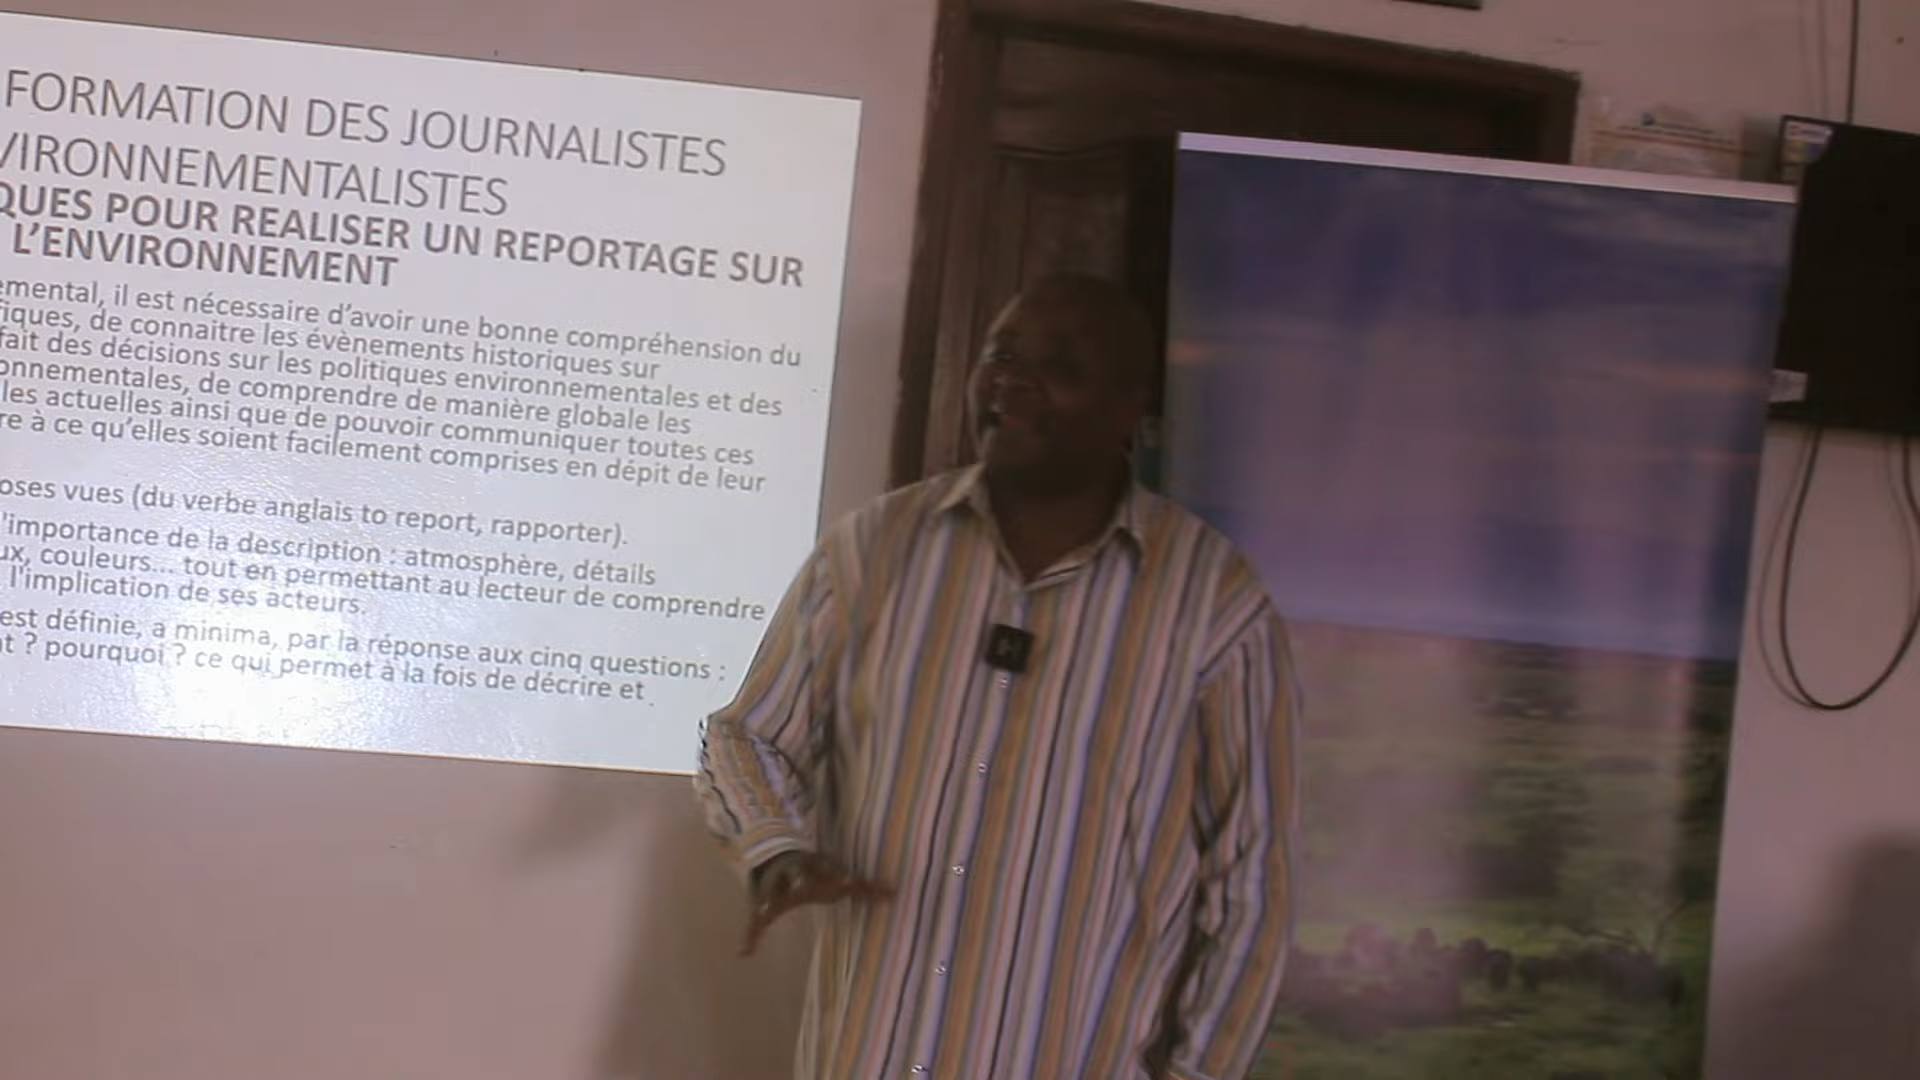 FORMATION DES JOURNALISTES
VIRONNEMENTALISTES
QUES POUR REALISER UN REPORTAGE SUR
L'ENVIRONNEMENT
emental, il est nécessaire d'avoir une bonne compréhension du
fiques, de connaitre les évènements historiques sur
fait des décisions sur les politiques environnementales et des
onnementales, de comprendre de manière globale les
les actuelles ainsi que de pouvoir communiquer toutes ces
re à ce qu'elles soient facilement comprises en dépit de leur
oses vues (du verbe anglais to report, rapporter).
l'importance de la description : atmosphère, détails
ux, couleurs... tout en permettant au lecteur de comprendre
l'implication de ses acteurs.
est définie, a minima, par la réponse aux cinq questions :
nt ? pourquoi ? ce qui permet à la fois de décrire et